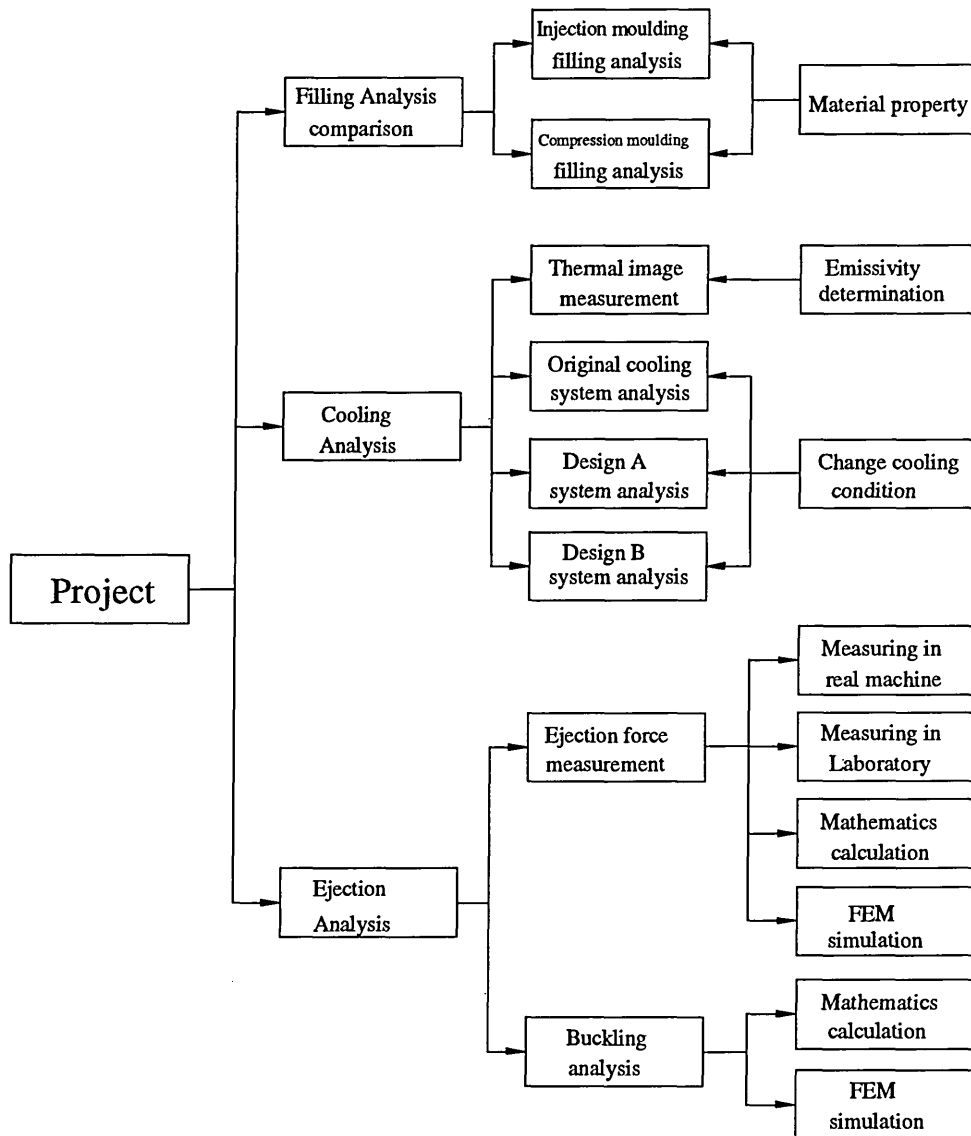 Injection moulding
filling analysis
Filling Analysis
comparison
Material property
Compression moulding
filling analysis
Thermal image
measurement
Emissivity
determination
Original cooling
system analysis
Cooling
Analysis
Design A
system analysis
Change cooling
condition
Design B
system analysis
Project
Measuring in
real machine
Ejection force
measurement
Measuring in
Laboratory
Mathematics
calculation
Ejection
Analysis
FEM
simulation
Mathematics
calculation
Buckling
analysis
FEM
simulation